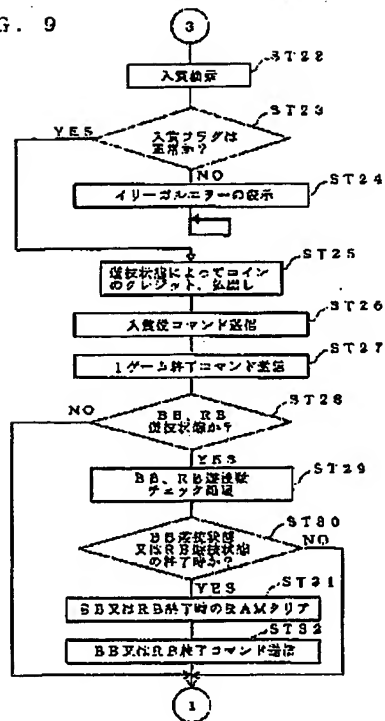 FIG. 9
3
ST22
入賞検索
ST23
YES
入賞フラグは
正常か?
NO
ST24
イリーガルエラーの表示
ST25
遊技状態によってコイン
のクレジット、払出し
ST26
入賞後コマンド送信
ST27
1ゲーム終了コマンド送信
ST28
NO
BB、RB
遊技状態か?
YES
ST29
BB、RB遊技数
チェック処理
ST30
BB遊技状態
又はRB遊技状態
の終了時か?
NO
YES
ST31
BB又はRB終了時のRAMクリア
ST32
BB又はRB終了コマンド送信
1